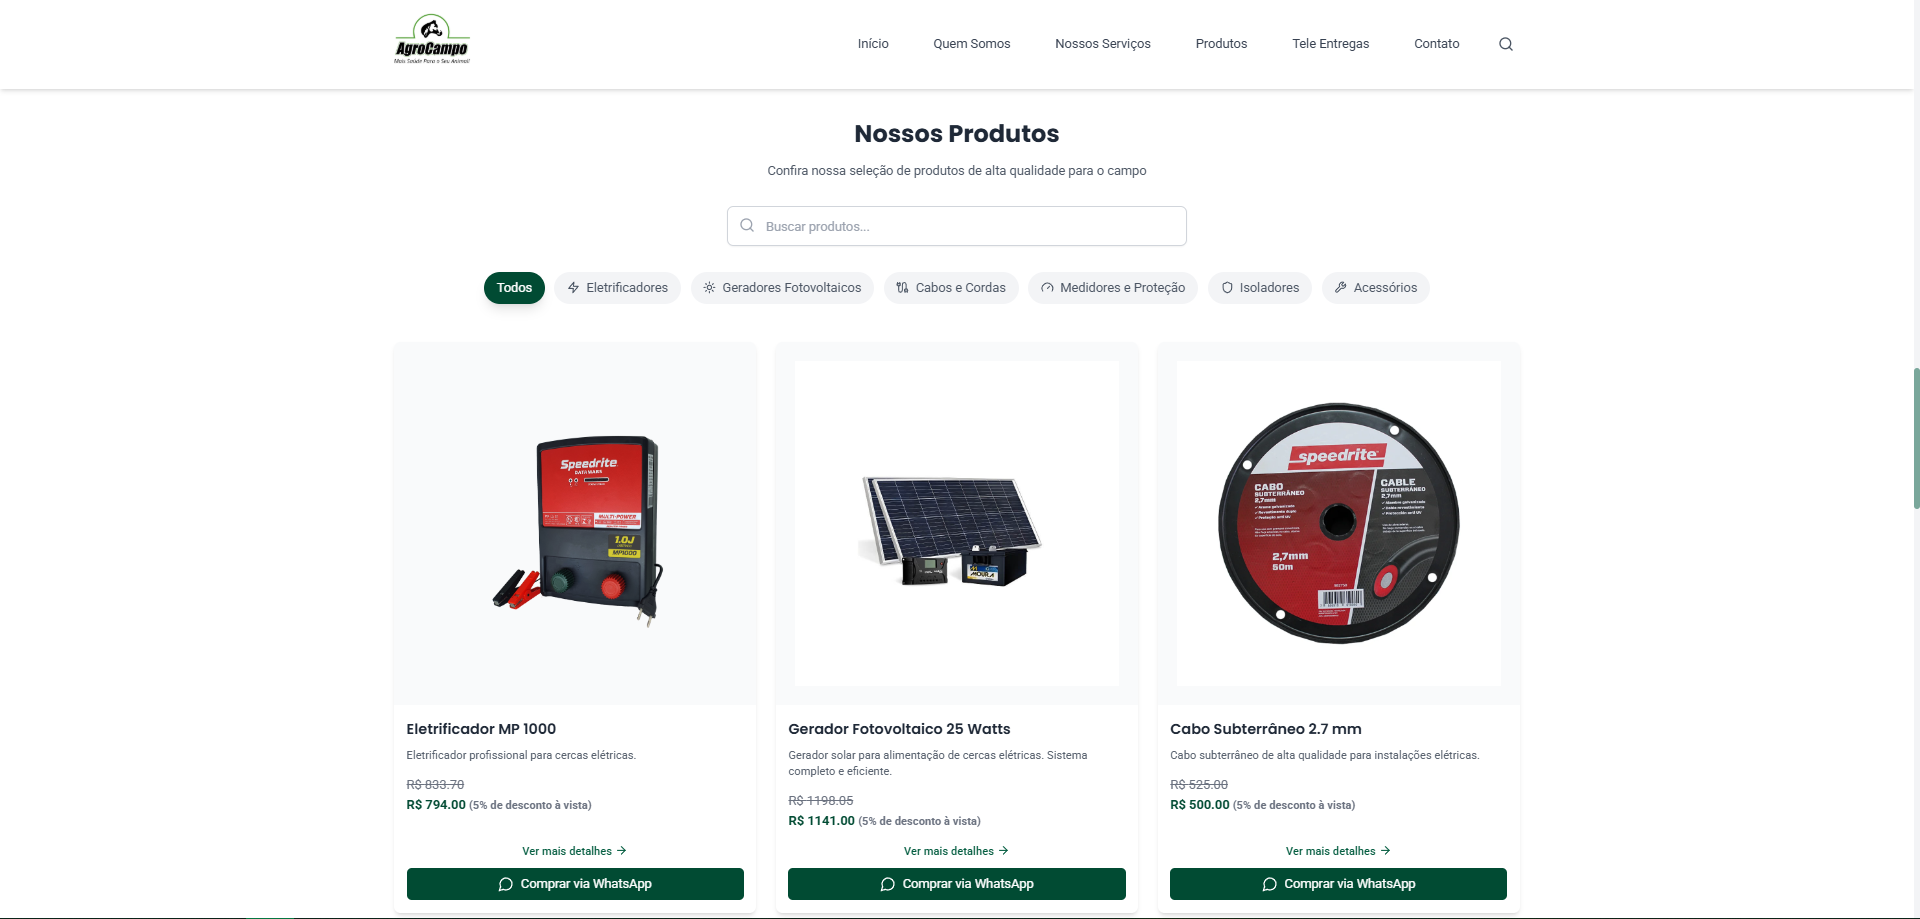 AgroCampo
Mais Saúde Para o Seu Animal!
Início
Quem Somos
Nossos Serviços
Produtos
Tele Entregas
Contato
Nossos Produtos
Confira nossa seleção de produtos de alta qualidade para o campo
Buscar produtos...
Todos
Eletrificadores
Geradores Fotovoltaicos
Cabos e Cordas
Medidores e Proteção
Isoladores
Acessórios
Speedrite
DATAMARS
MULTI-POWER
1.0J
MP1000
MOURA
speedrite
CABO
SUBTERRÂNEO
2,7mm
CABLE
SUBTERRÁNEO
2,7mm
2,7mm
50m
Eletrificador MP 1000
Eletrificador profissional para cercas elétricas.
R$ 833.70
R$ 794.00 (5% de desconto à vista)
Ver mais detalhes
Comprar via WhatsApp
Gerador Fotovoltaico 25 Watts
Gerador solar para alimentação de cercas elétricas. Sistema
completo e eficiente.
R$ 1198.05
R$ 1141.00 (5% de desconto à vista)
Ver mais detalhes
Comprar via WhatsApp
Cabo Subterrâneo 2.7 mm
Cabo subterrâneo de alta qualidade para instalações elétricas.
R$ 525.00
R$ 500.00 (5% de desconto à vista)
Ver mais detalhes
Comprar via WhatsApp